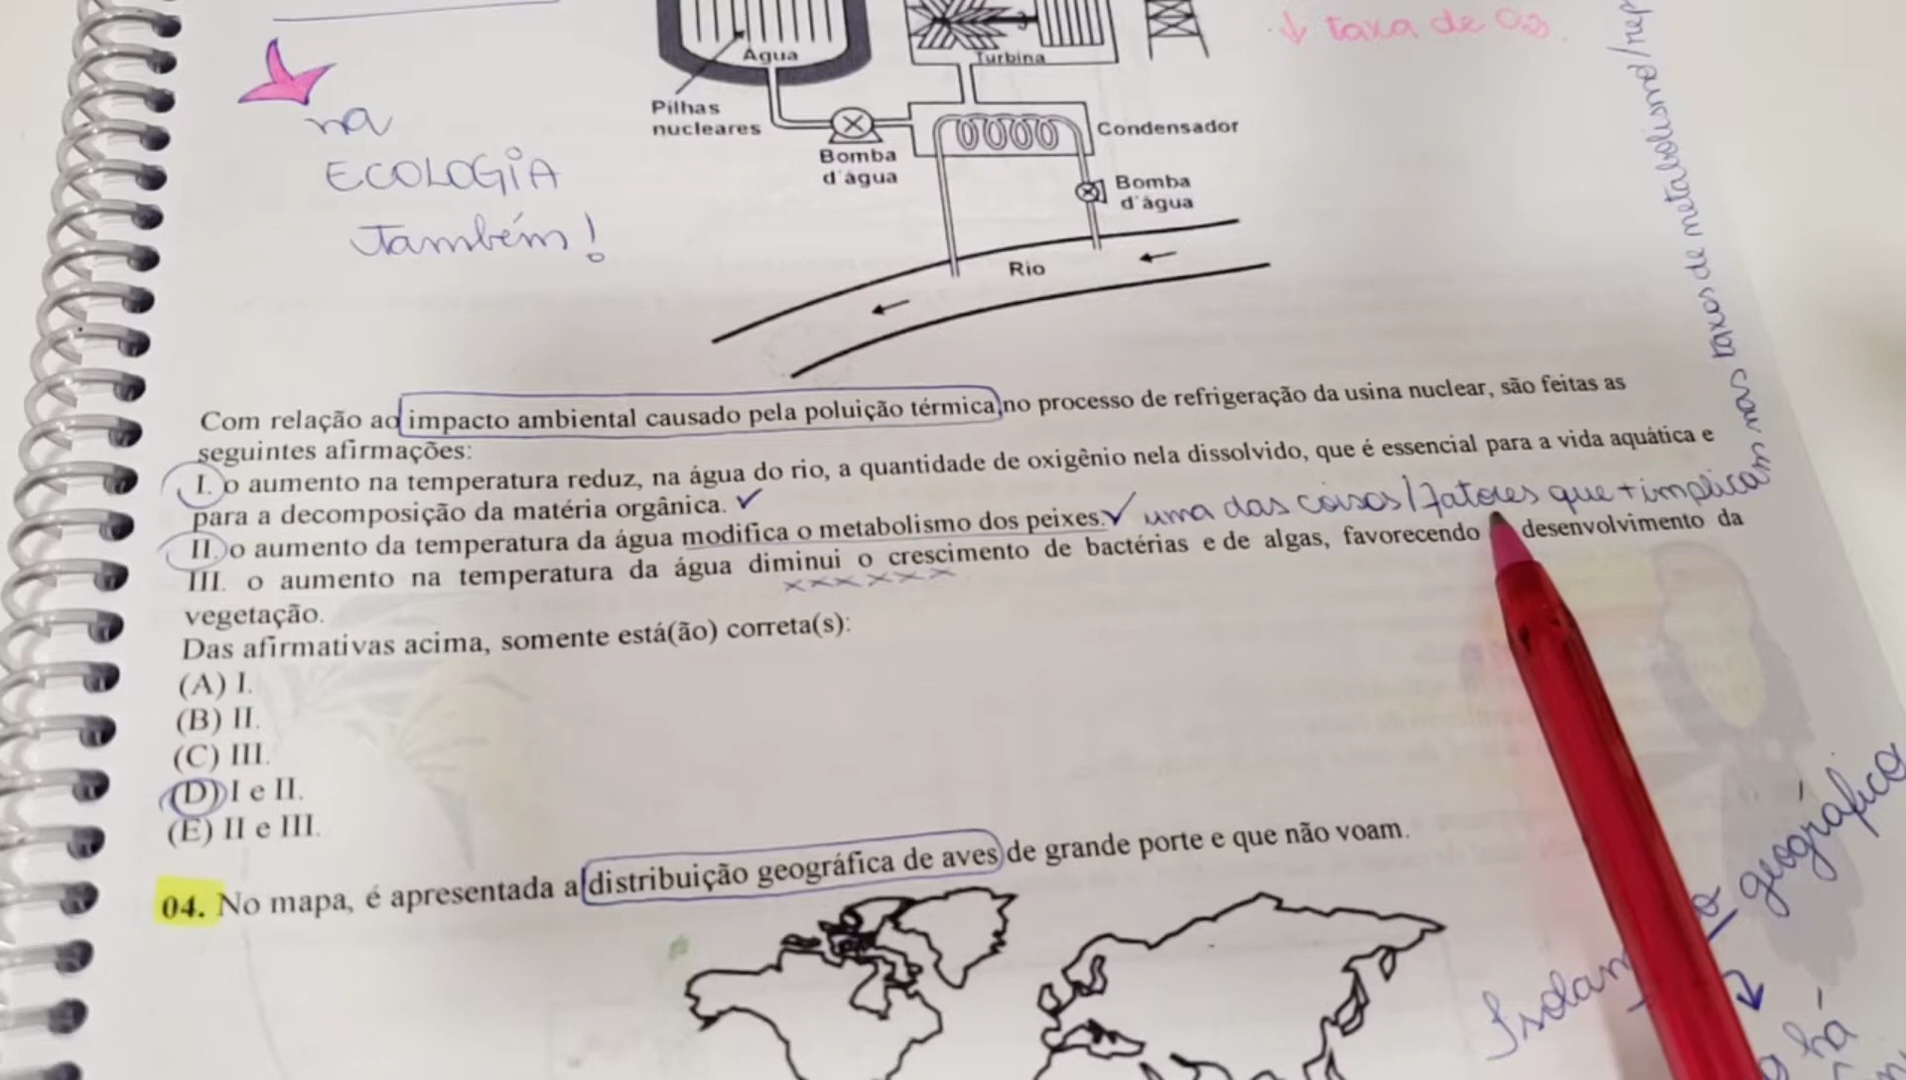 ↓ taxa de O2
Água
Turbina
Pilhas
nucleares
Condensador
Bomba
d'água
Bomba
d'água
Rio
na
ECOLOGIA
também!
Com relação ao impacto ambiental causado pela poluição térmica, no processo de refrigeração da usina nuclear, são feitas as
seguintes afirmações:
I. o aumento na temperatura reduz, na água do rio, a quantidade de oxigênio nela dissolvido, que é essencial para a vida aquática e
para a decomposição da matéria orgânica.
II. o aumento da temperatura da água modifica o metabolismo dos peixes. uma das coisas/fatores que + implicam nas taxas de metabolismo/rep
III. o aumento na temperatura da água diminui o crescimento de bactérias e de algas, favorecendo desenvolvimento da
xxxxxx
vegetação.
Das afirmativas acima, somente está(ão) correta(s):
(A) I.
(B) II.
(C) III.
(D) I e II.
(E) II e III.
04. No mapa, é apresentada a distribuição geográfica de aves de grande porte e que não voam.
geográfico
há